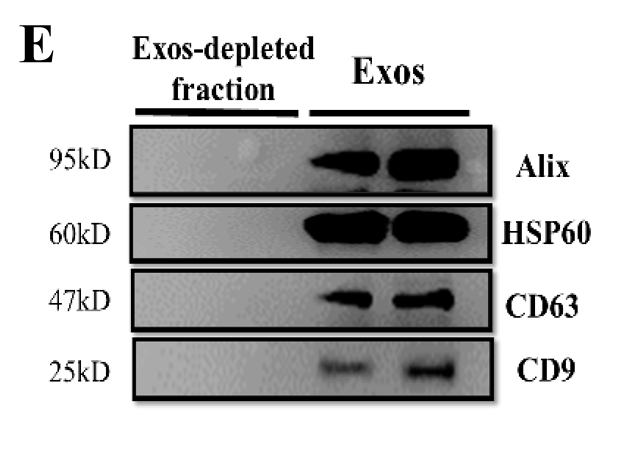 E
Exos-depleted
fraction
Exos
95kD
Alix
60kD
HSP60
47kD
CD63
25kD
CD9